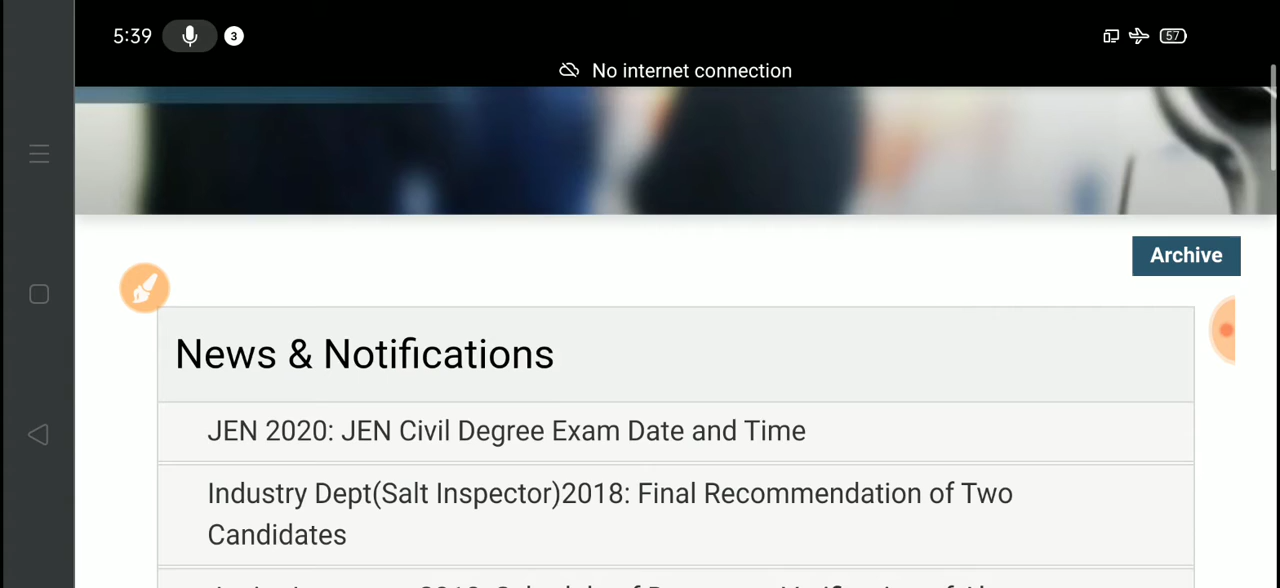 5:39
3
57
No internet connection
Archive
News & Notifications
JEN 2020: JEN Civil Degree Exam Date and Time
Industry Dept(Salt Inspector)2018: Final Recommendation of Two
Candidates